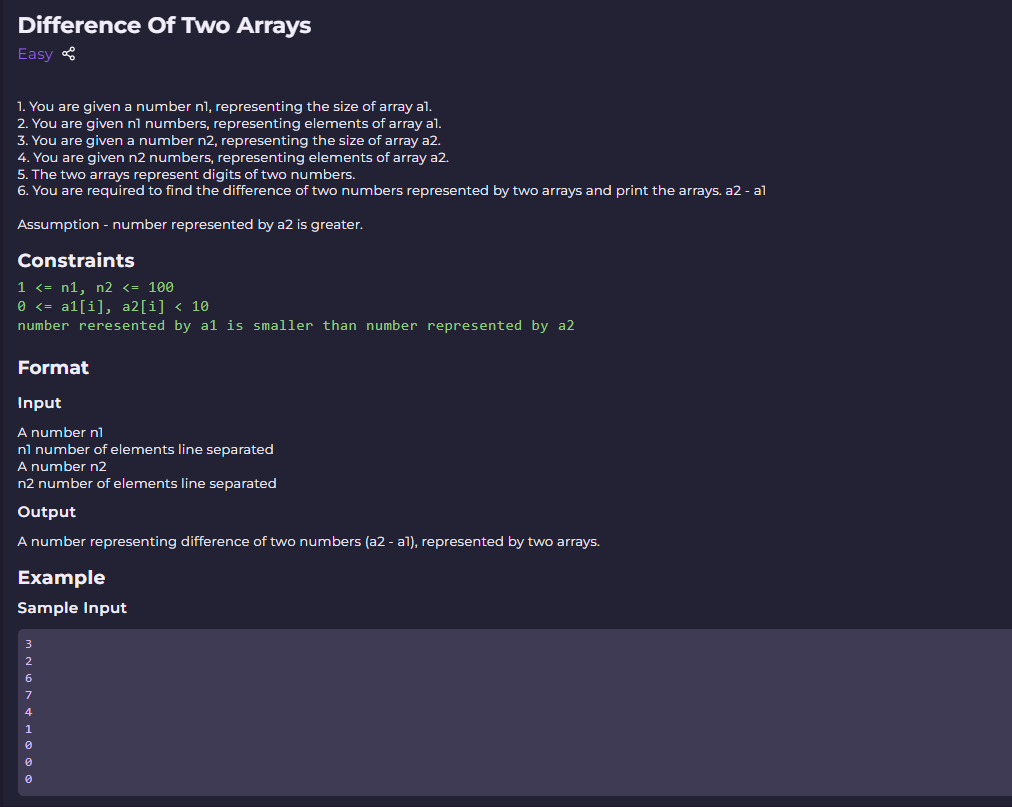 Difference Of Two Arrays
Easy
1. You are given a number n1, representing the size of array a1.
2. You are given n1 numbers, representing elements of array a1.
3. You are given a number n2, representing the size of array a2.
4. You are given n2 numbers, representing elements of array a2.
5. The two arrays represent digits of two numbers.
6. You are required to find the difference of two numbers represented by two arrays and print the arrays. a2 - a1
Assumption - number represented by a2 is greater.
Constraints
1 <= n1, n2 <= 100
0 <= a1[i], a2[i] < 10
number reresented by a1 is smaller than number represented by a2
Format
Input
A number n1
n1 number of elements line separated
A number n2
n2 number of elements line separated
Output
A number representing difference of two numbers (a2 - a1), represented by two arrays.
Example
Sample Input
3
2
6
7
4
1
0
0
0